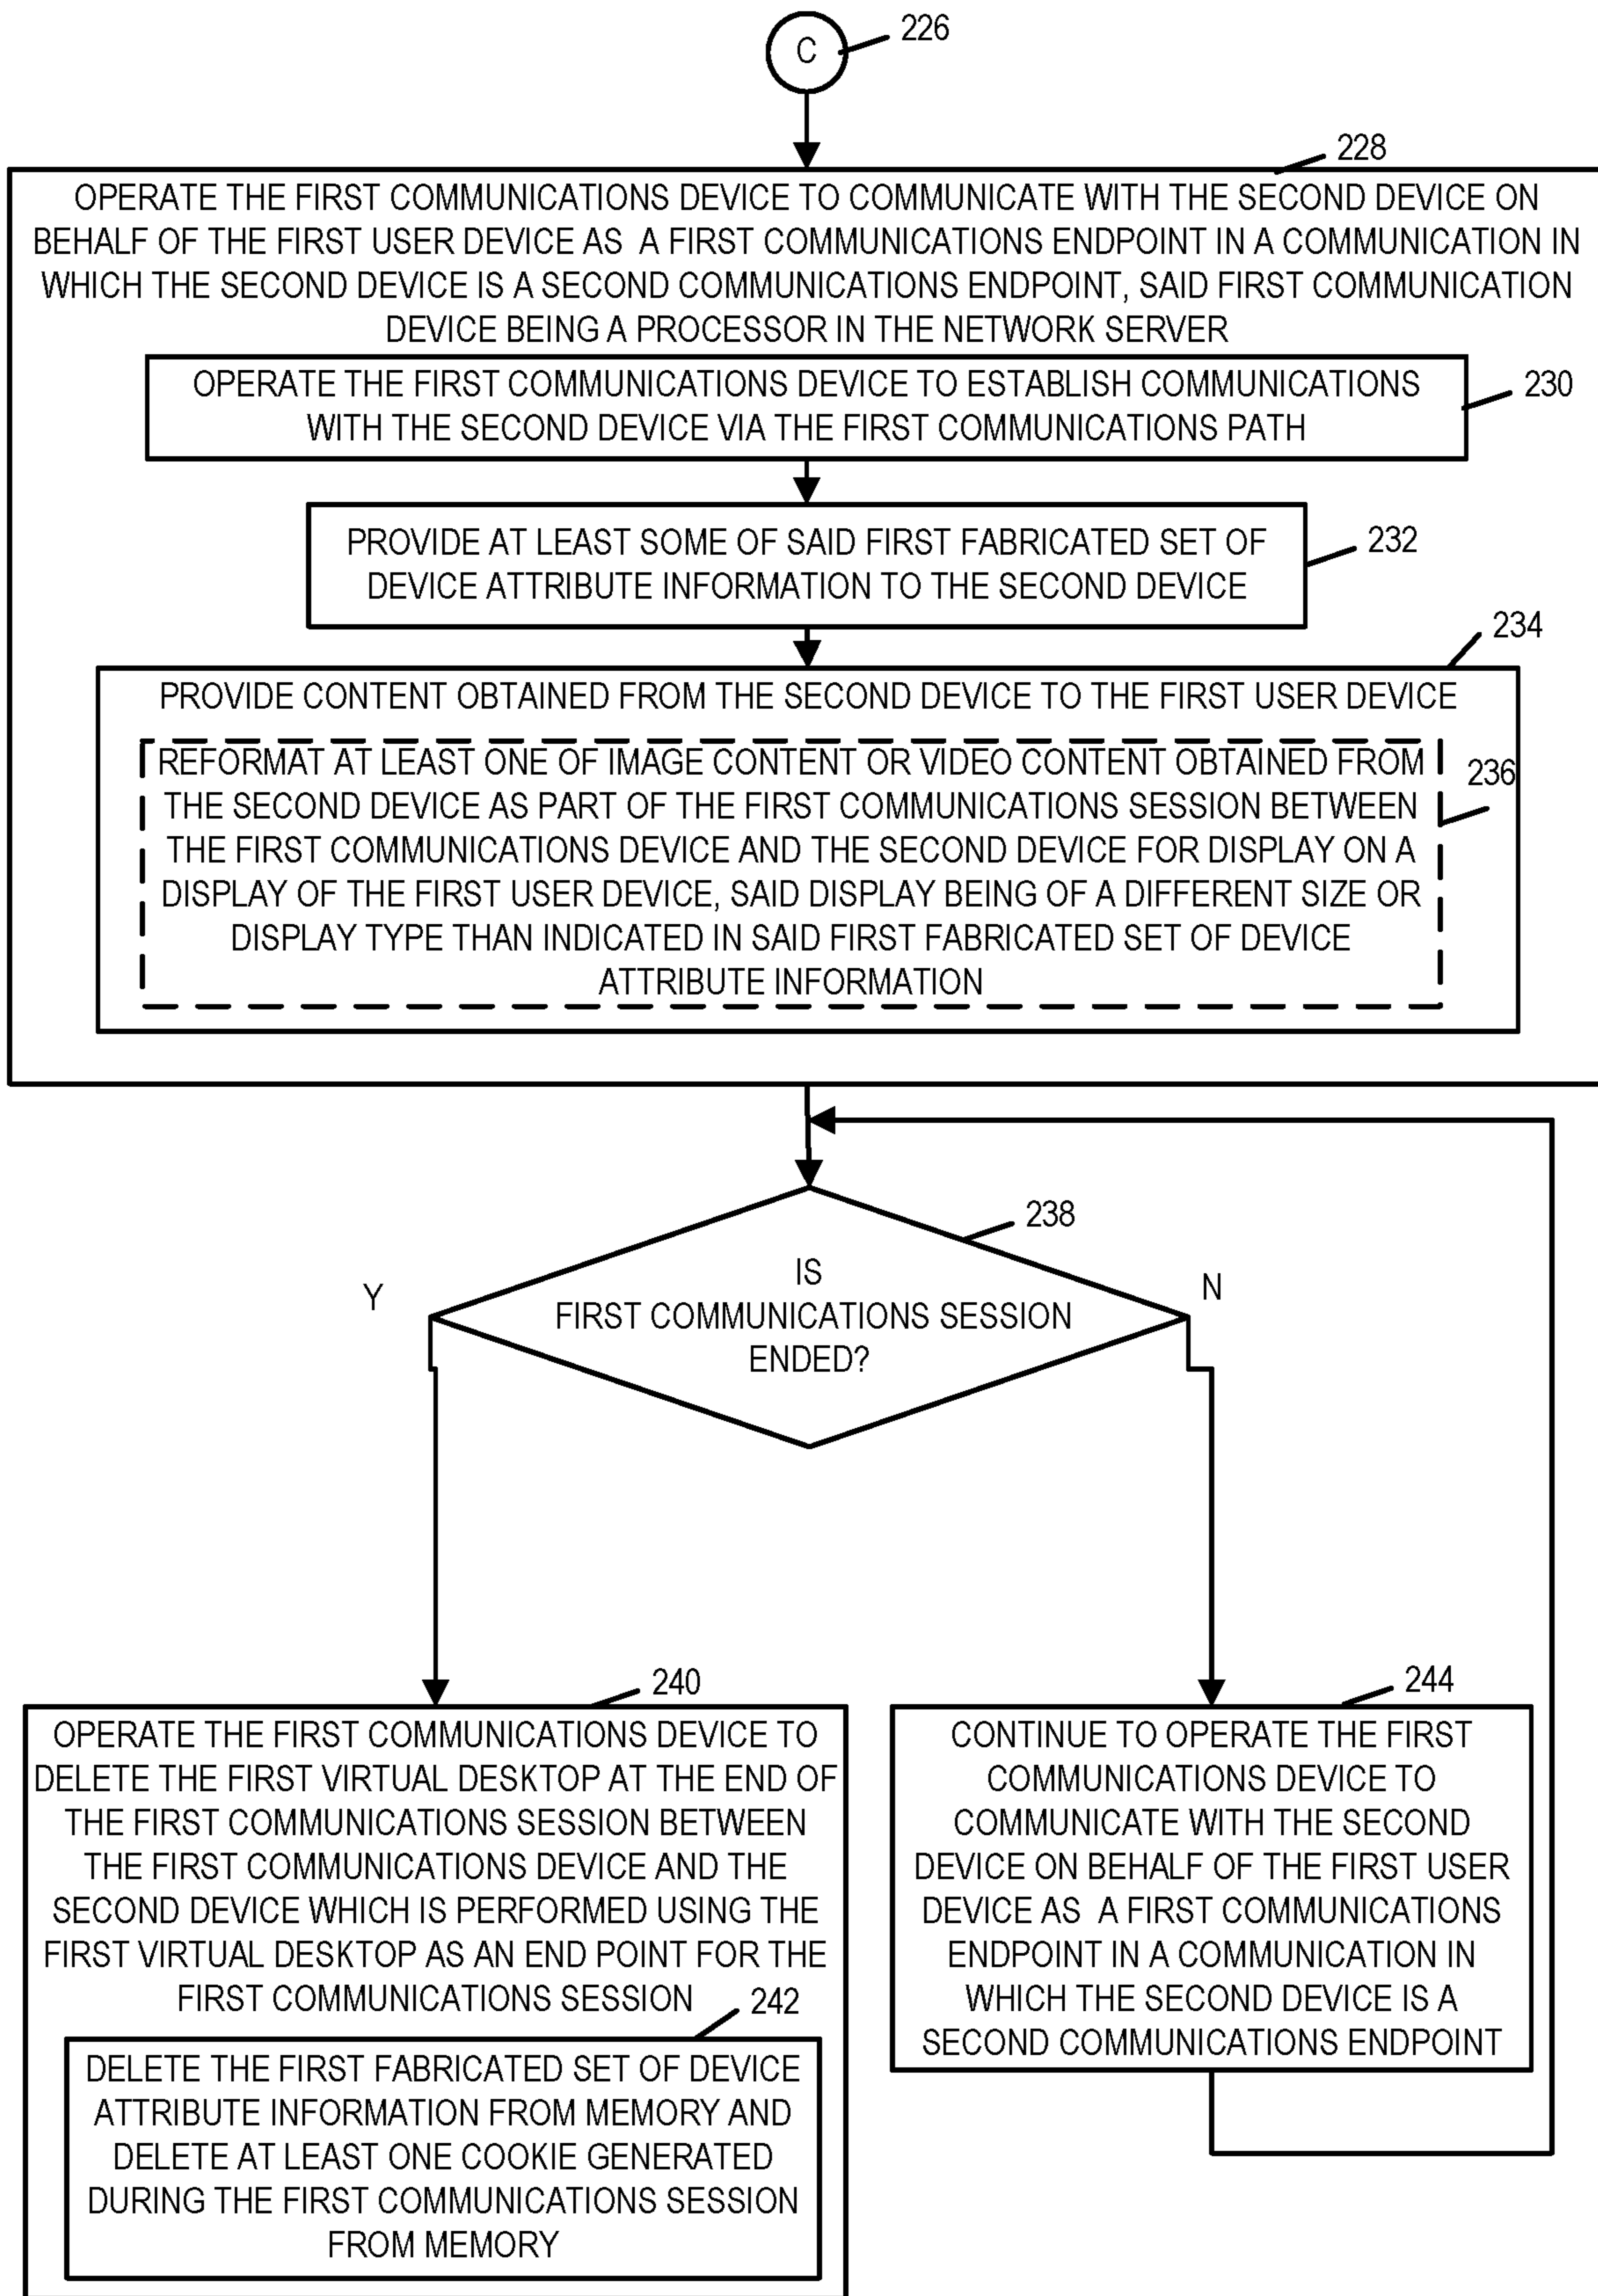 C
226
228
OPERATE THE FIRST COMMUNICATIONS DEVICE TO COMMUNICATE WITH THE SECOND DEVICE ON
BEHALF OF THE FIRST USER DEVICE AS A FIRST COMMUNICATIONS ENDPOINT IN A COMMUNICATION IN
WHICH THE SECOND DEVICE IS A SECOND COMMUNICATIONS ENDPOINT, SAID FIRST COMMUNICATION
DEVICE BEING A PROCESSOR IN THE NETWORK SERVER
OPERATE THE FIRST COMMUNICATIONS DEVICE TO ESTABLISH COMMUNICATIONS
WITH THE SECOND DEVICE VIA THE FIRST COMMUNICATIONS PATH
230
PROVIDE AT LEAST SOME OF SAID FIRST FABRICATED SET OF
DEVICE ATTRIBUTE INFORMATION TO THE SECOND DEVICE
232
234
PROVIDE CONTENT OBTAINED FROM THE SECOND DEVICE TO THE FIRST USER DEVICE
REFORMAT AT LEAST ONE OF IMAGE CONTENT OR VIDEO CONTENT OBTAINED FROM
THE SECOND DEVICE AS PART OF THE FIRST COMMUNICATIONS SESSION BETWEEN
THE FIRST COMMUNICATIONS DEVICE AND THE SECOND DEVICE FOR DISPLAY ON A
DISPLAY OF THE FIRST USER DEVICE, SAID DISPLAY BEING OF A DIFFERENT SIZE OR
DISPLAY TYPE THAN INDICATED IN SAID FIRST FABRICATED SET OF DEVICE
ATTRIBUTE INFORMATION
236
238
IS
FIRST COMMUNICATIONS SESSION
ENDED?
Y
N
240
OPERATE THE FIRST COMMUNICATIONS DEVICE TO
DELETE THE FIRST VIRTUAL DESKTOP AT THE END OF
THE FIRST COMMUNICATIONS SESSION BETWEEN
THE FIRST COMMUNICATIONS DEVICE AND THE
SECOND DEVICE WHICH IS PERFORMED USING THE
FIRST VIRTUAL DESKTOP AS AN END POINT FOR THE
FIRST COMMUNICATIONS SESSION
242
DELETE THE FIRST FABRICATED SET OF DEVICE
ATTRIBUTE INFORMATION FROM MEMORY AND
DELETE AT LEAST ONE COOKIE GENERATED
DURING THE FIRST COMMUNICATIONS SESSION
FROM MEMORY
244
CONTINUE TO OPERATE THE FIRST
COMMUNICATIONS DEVICE TO
COMMUNICATE WITH THE SECOND
DEVICE ON BEHALF OF THE FIRST USER
DEVICE AS A FIRST COMMUNICATIONS
ENDPOINT IN A COMMUNICATION IN
WHICH THE SECOND DEVICE IS A
SECOND COMMUNICATIONS ENDPOINT